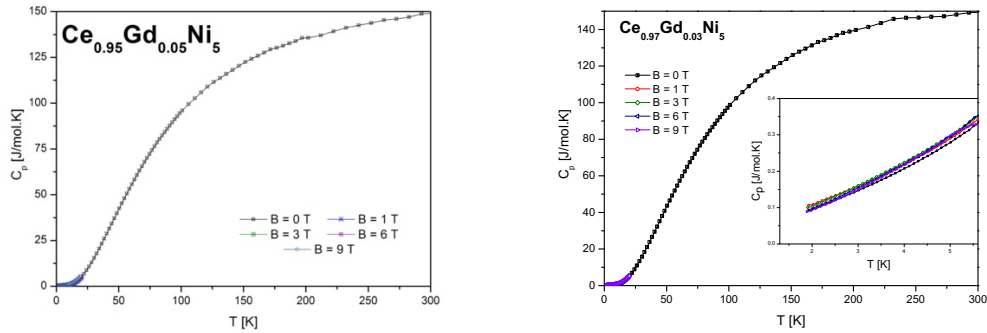 Ce0.95Gd0.05Ni5
150
125
100
75
50
25
0
Cp [J/mol.K]
B = 0 T B = 1 T
B = 3 T B = 6 T
B = 9 T
0 50 100 150 200 250 300
T [K]
Ce0.97Gd0.03Ni5
140
120
100
80
60
40
20
0
Cp [J/mol.K]
B = 0 T
B = 1 T
B = 3 T
B = 6 T
B = 9 T
0.4
0.3
0.2
0.1
0.0
Cp [J/mol.K]
2 3 4 5
T [K]
0 50 100 150 200 250 300
T [K]